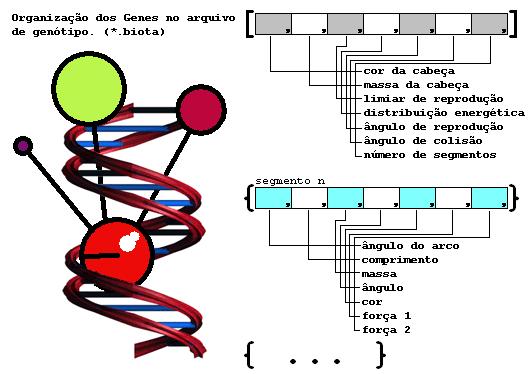 Organização dos Genes no arquivo
de genótipo. (*.biota)
[ , , , , , , , ]
cor da cabeça
massa da cabeça
limiar de reprodução
distribuição energética
ângulo de reprodução
ângulo de colisão
número de segmentos
segmento n
{ , , , , , , , }
ângulo do arco
comprimento
massa
ângulo
cor
força 1
força 2
{ ... }